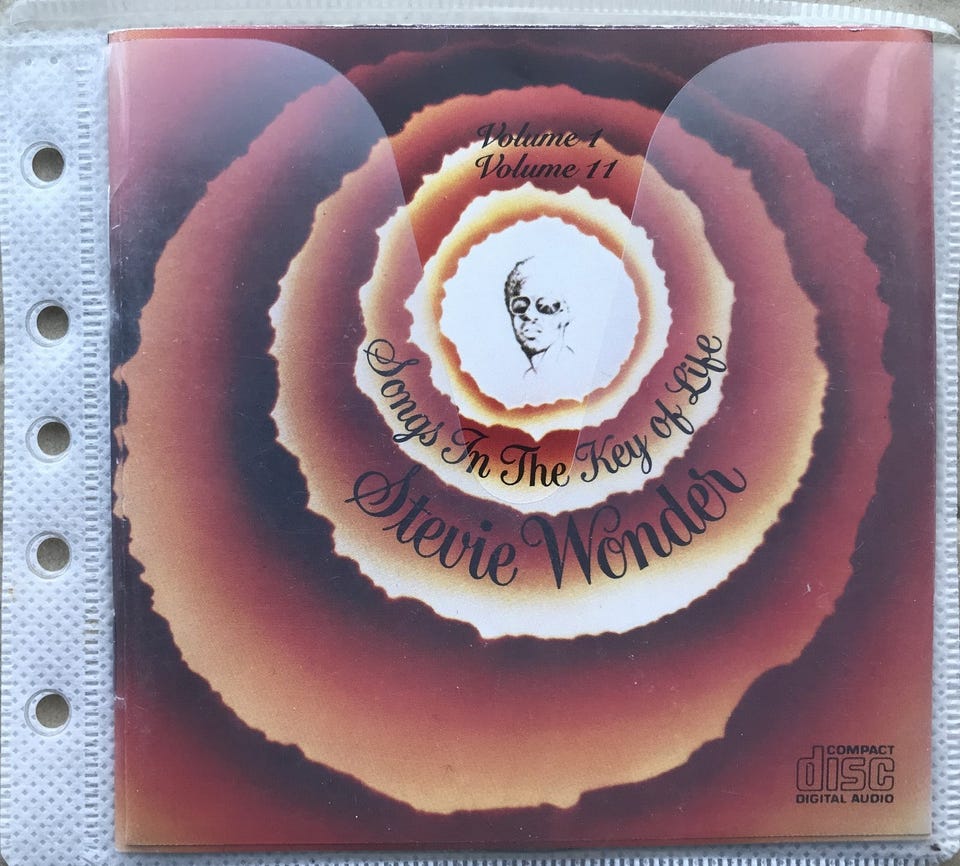 Volume 1
Volume 11
Songs In The Key of Life
Stevie Wonder
COMPACT
disc
DIGITAL AUDIO